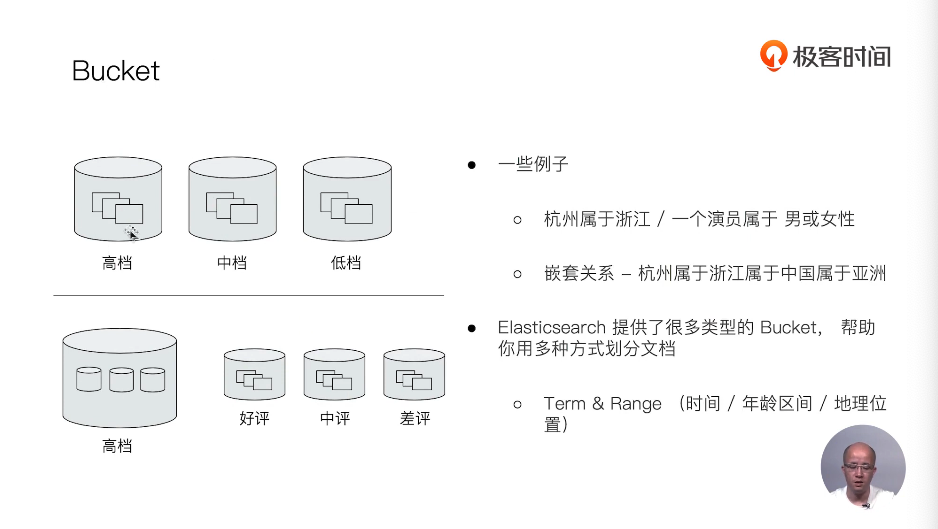 极客时间
Bucket
高档
中档
低档
高档
好评
中评
差评
一些例子
杭州属于浙江 / 一个演员属于 男或女性
嵌套关系 – 杭州属于浙江属于中国属于亚洲
Elasticsearch 提供了很多类型的 Bucket， 帮助
你用多种方式划分文档
Term & Range （时间 / 年龄区间 / 地理位
置）